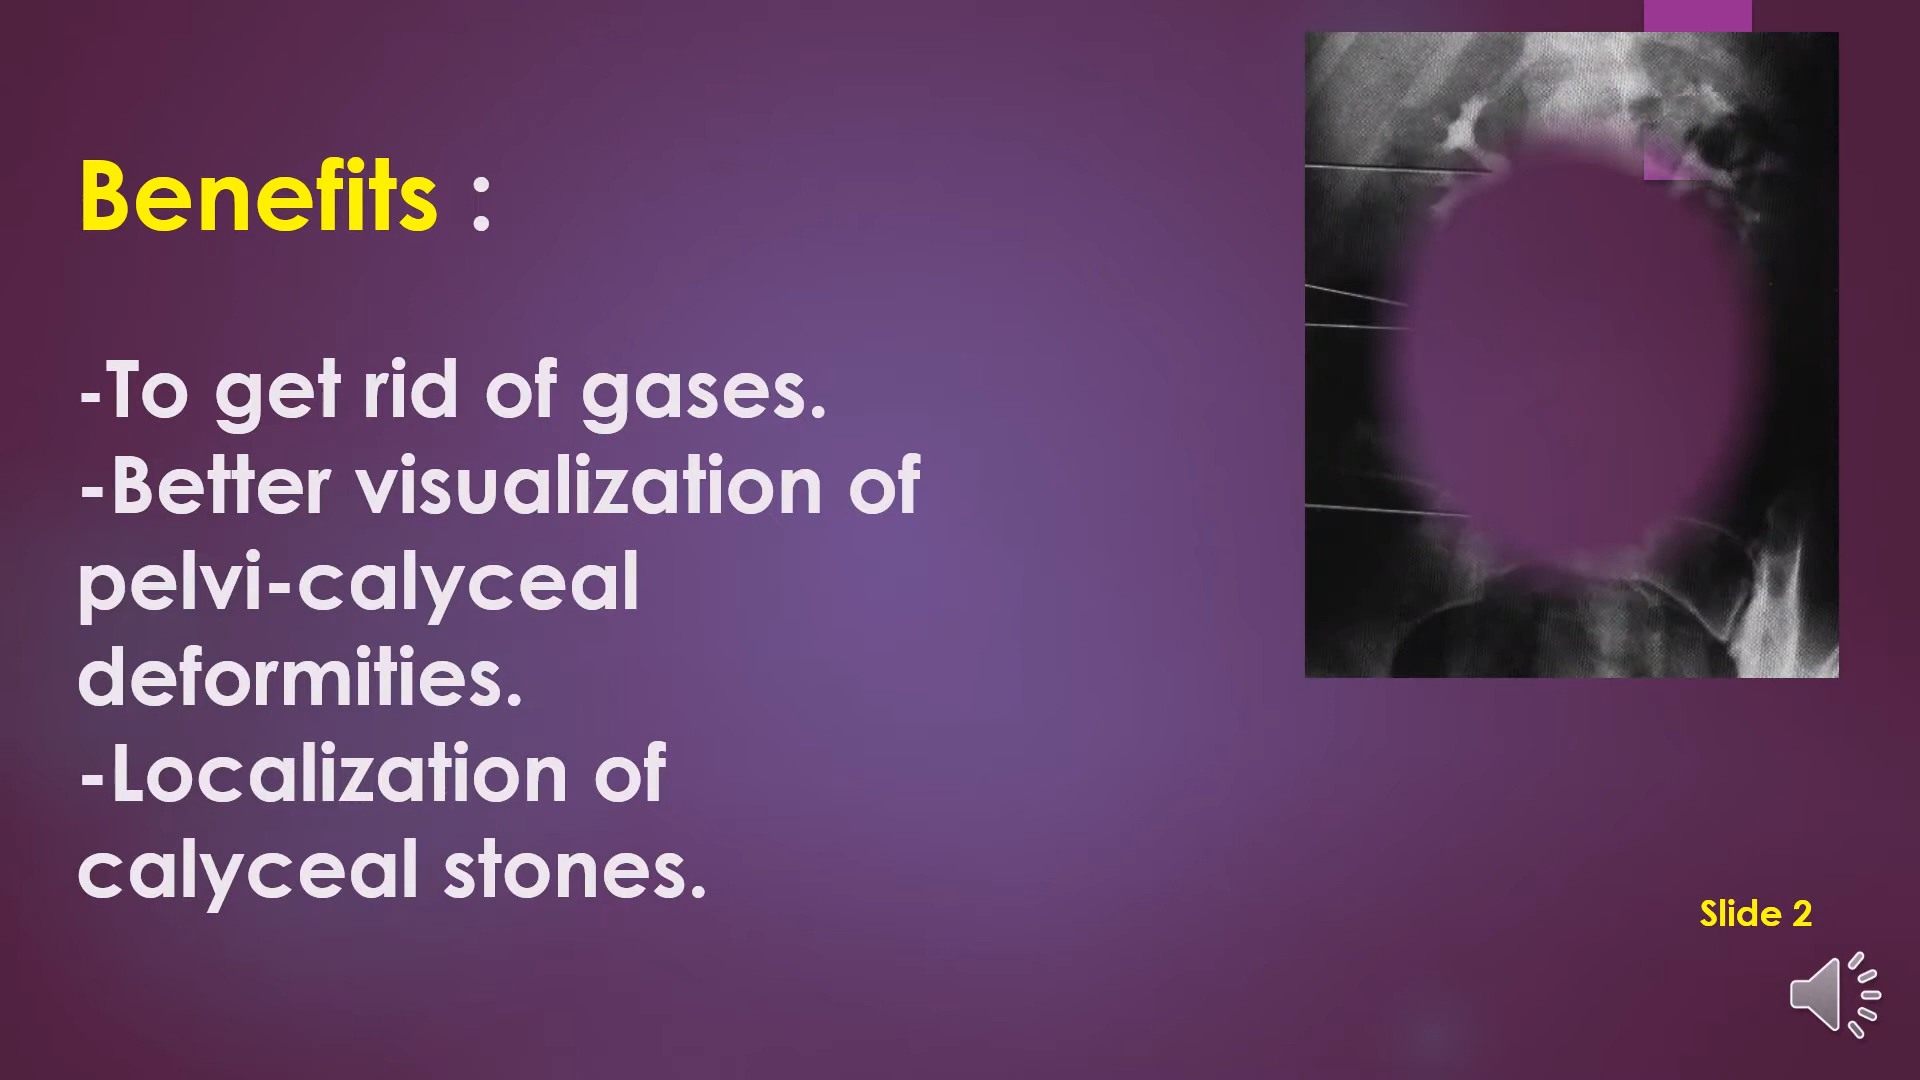 Benefits :
-To get rid of gases.
-Better visualization of
pelvi-calyceal
deformities.
-Localization of
calyceal stones.
Slide 2